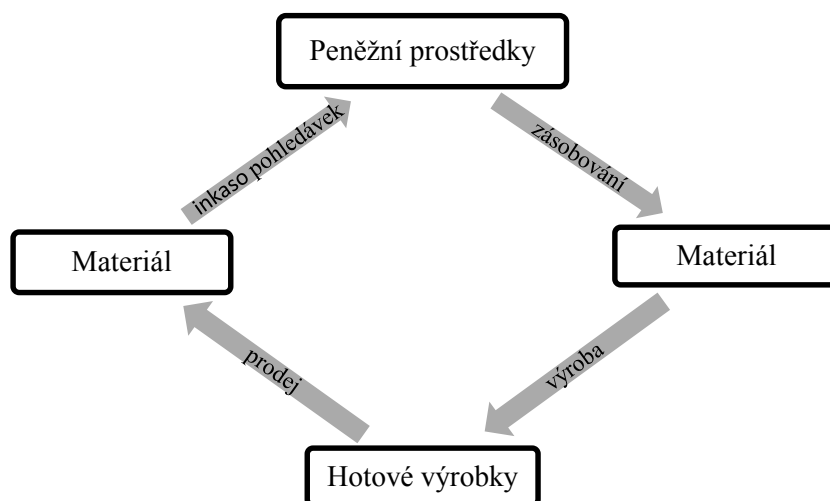 Peněžní prostředky
inkaso pohledávek
zásobování
Materiál
Materiál
prodej
výroba
Hotové výrobky